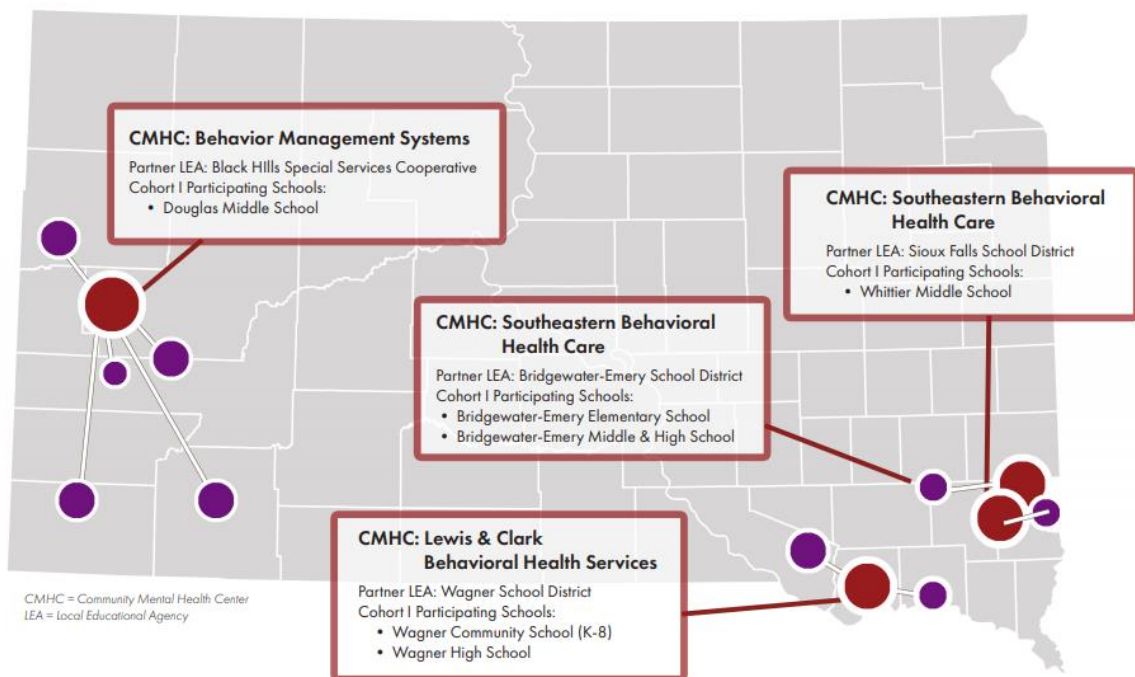 CMHC: Behavior Management Systems
Partner LEA: Black HIlls Special Services Cooperative
Cohort I Participating Schools:
• Douglas Middle School
CMHC: Southeastern Behavioral
Health Care
Partner LEA: Sioux Falls School District
Cohort I Participating Schools:
• Whittier Middle School
CMHC: Southeastern Behavioral
Health Care
Partner LEA: Bridgewater-Emery School District
Cohort I Participating Schools:
• Bridgewater-Emery Elementary School
• Bridgewater-Emery Middle & High School
CMHC: Lewis & Clark
Behavioral Health Services
Partner LEA: Wagner School District
Cohort I Participating Schools:
• Wagner Community School (K-8)
• Wagner High School
CMHC = Community Mental Health Center
LEA = Local Educational Agency